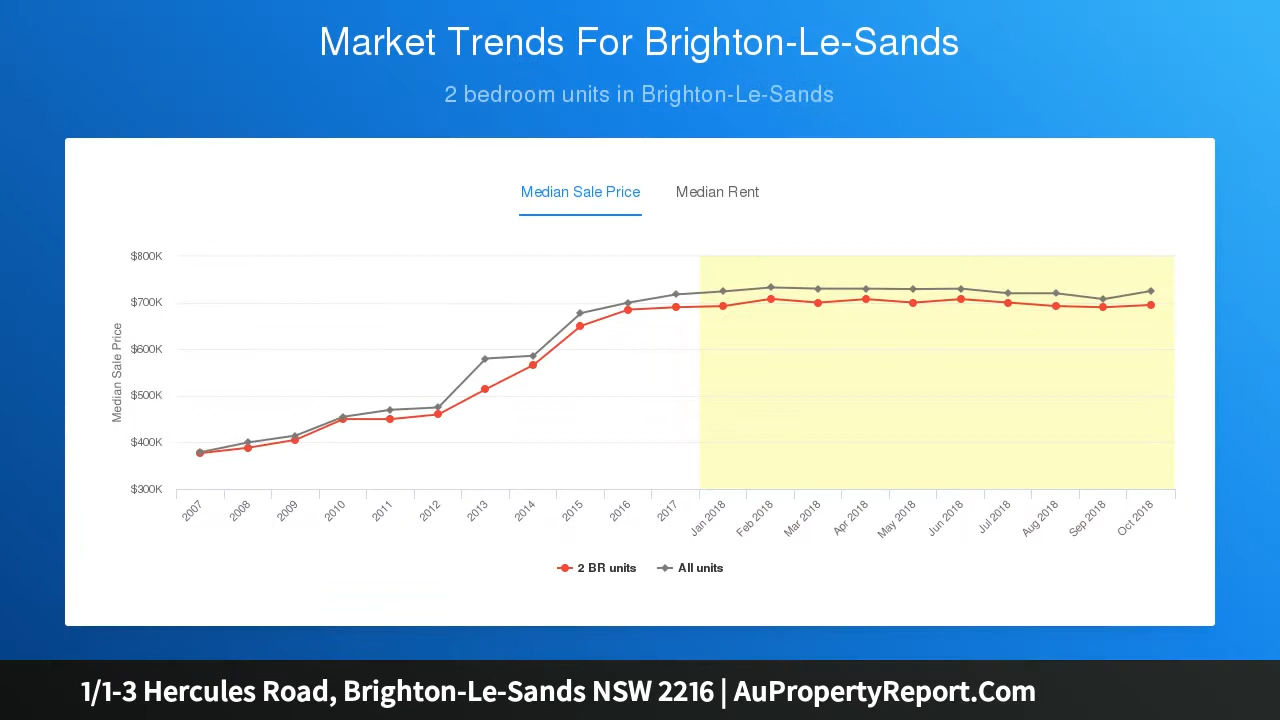 Market Trends For Brighton-Le-Sands
2 bedroom units in Brighton-Le-Sands
Median Sale Price Median Rent
$800K
$700K
$600K
$500K
$400K
$300K
Median Sale Price
2007 2008 2009 2010 2011 2012 2013 2014 2015 2016 2017 Jan 2018 Feb 2018 Mar 2018 Apr 2018 May 2018 Jun 2018 Jul 2018 Aug 2018 Sep 2018 Oct 2018
2 BR units All units
1/1-3 Hercules Road, Brighton-Le-Sands NSW 2216 | AuPropertyReport.Com